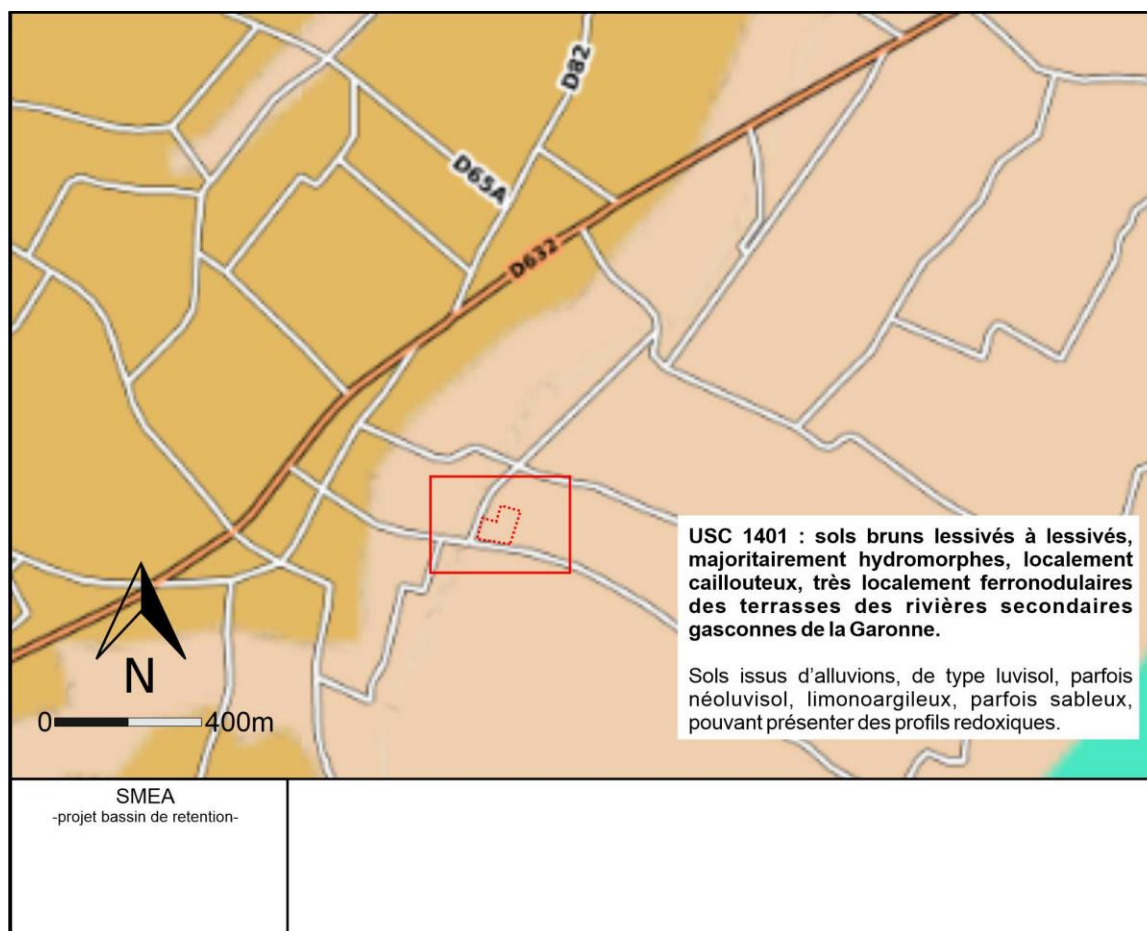 D82
D65A
D632
USC 1401 : sols bruns lessivés à lessivés,
majoritairement hydromorphes, localement
caillouteux, très localement ferronodulaires
des terrasses des rivières secondaires
gasconnes de la Garonne.
Sols issus d’alluvions, de type luvisol, parfois
néoluvisol, limonoargileux, parfois sableux,
pouvant présenter des profils redoxiques.
N
0 400m
SMEA
-projet bassin de retention-